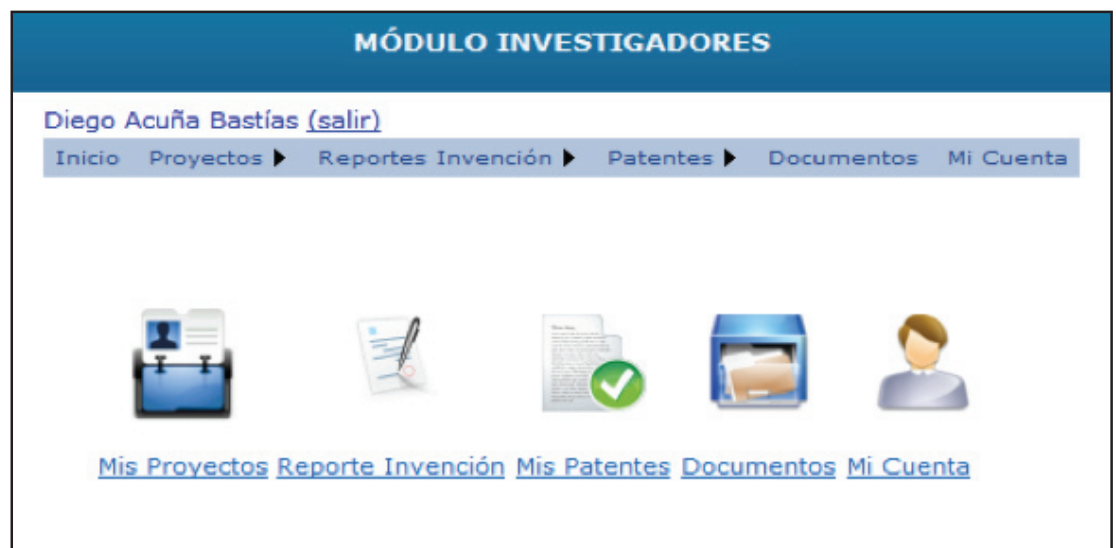 MÓDULO INVESTIGADORES
Diego Acuña Bastías (salir)
Inicio Proyectos Reportes Invención Patentes Documentos Mi Cuenta
Mis Proyectos Reporte Invención Mis Patentes Documentos Mi Cuenta